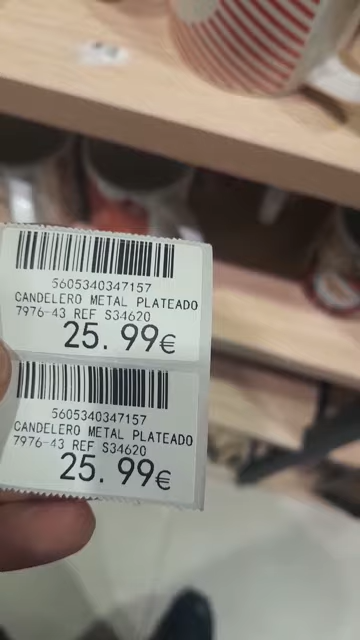 5605340347157
CANDELERO METAL PLATEADO
7976-43 REF S34620
25.99€
5605340347157
CANDELERO METAL PLATEADO
7976-43 REF S34620
25.99€